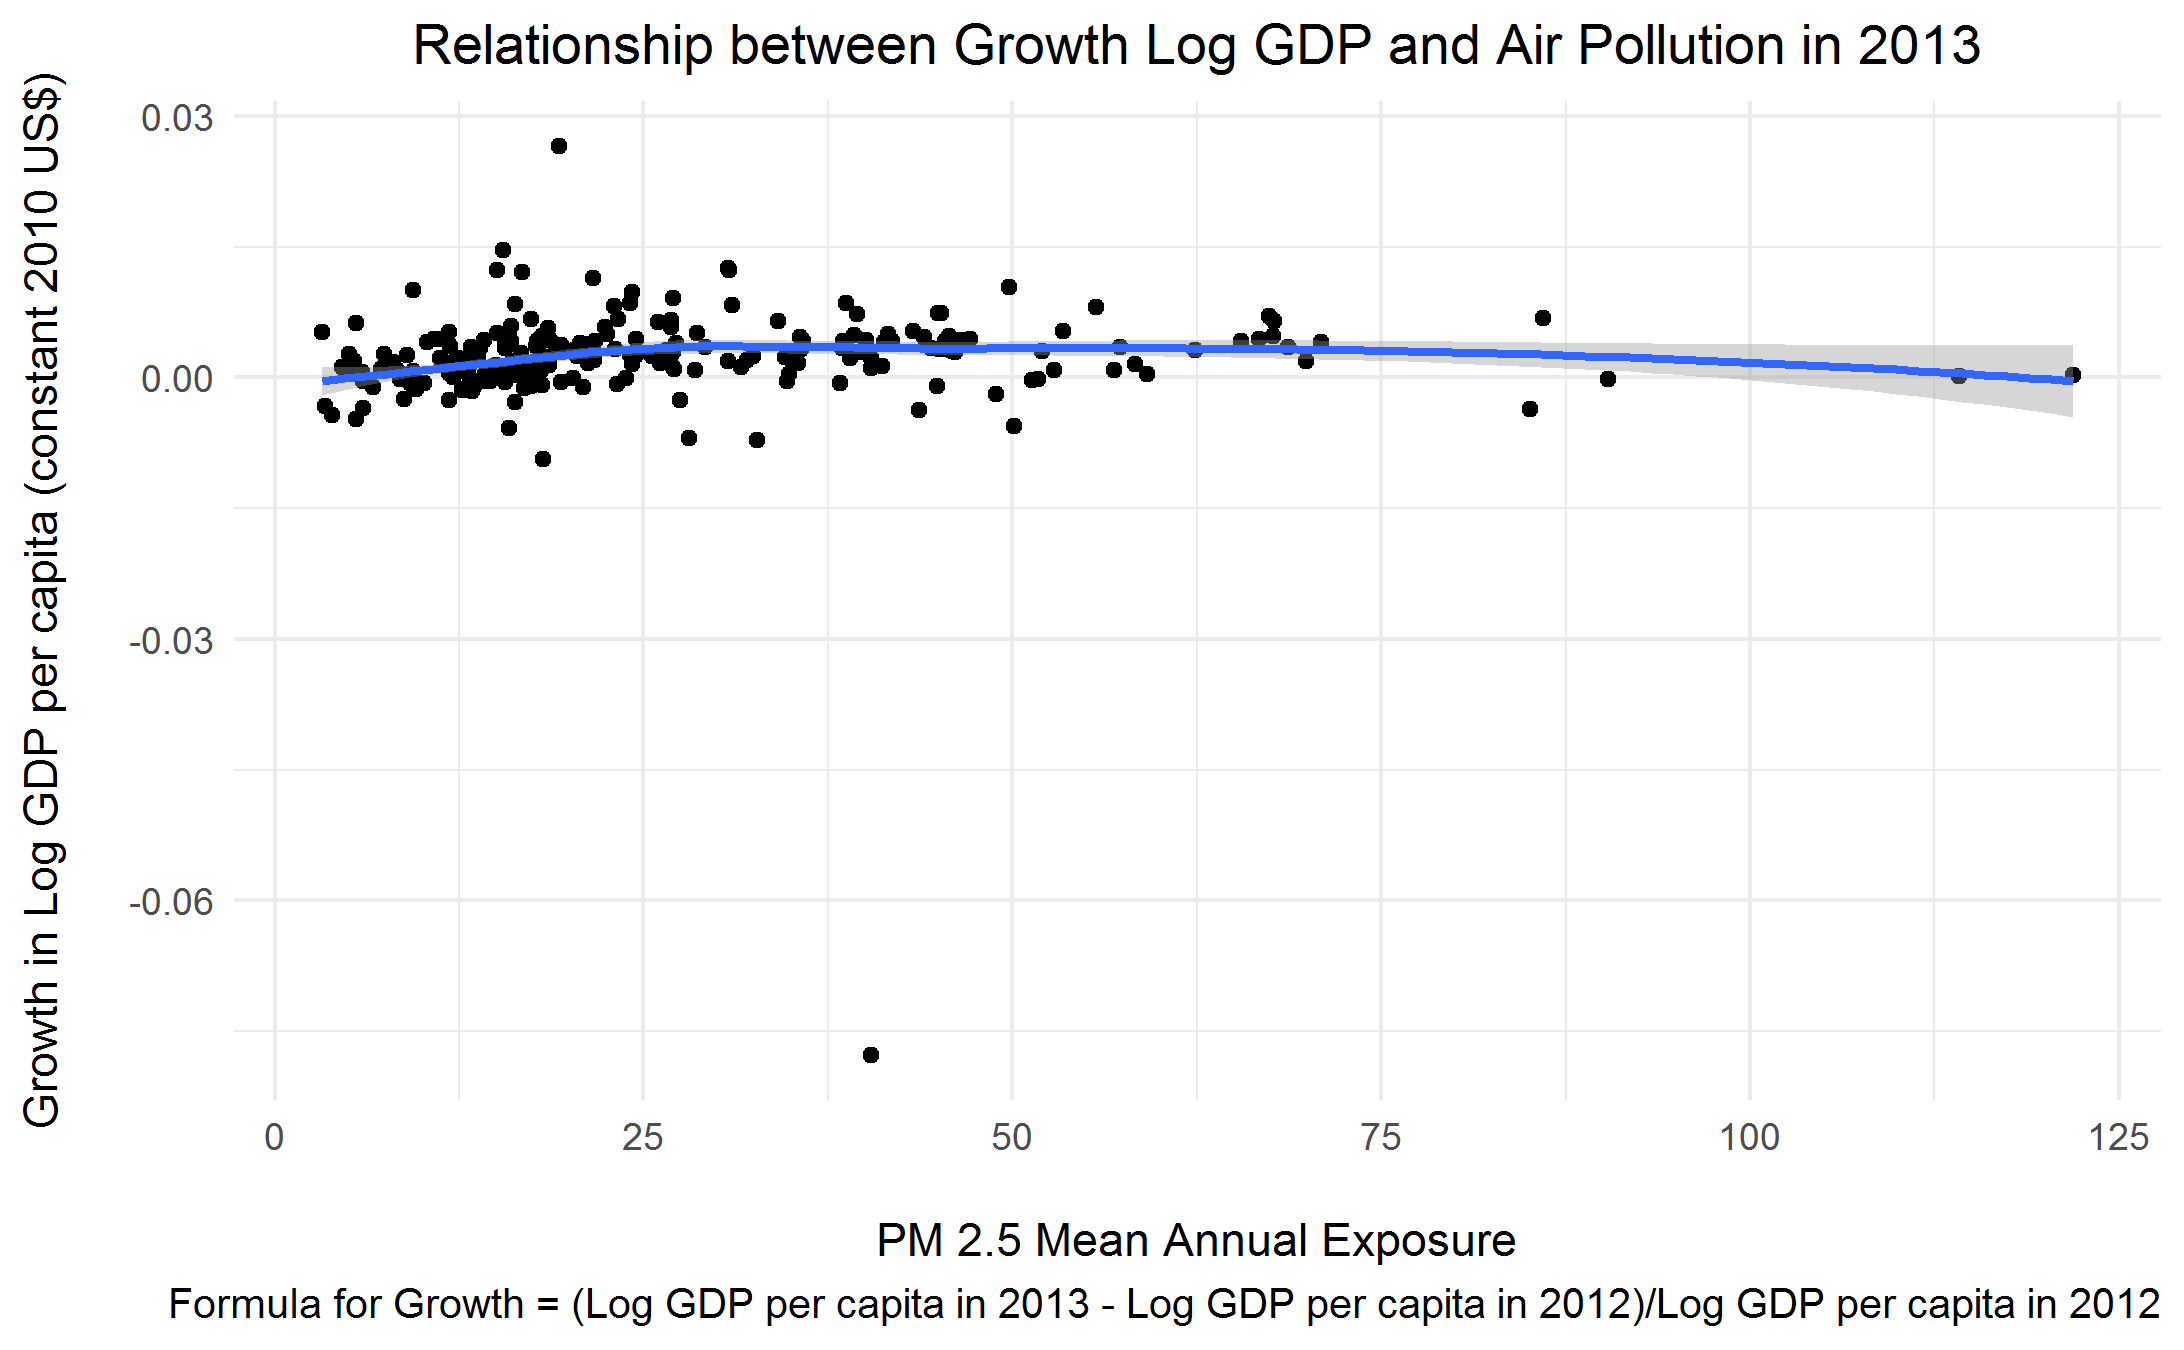 Relationship between Growth Log GDP and Air Pollution in 2013
Growth in Log GDP per capita (constant 2010 US$)
0.03
0.00
-0.03
-0.06
0
25
50
75
100
125
PM 2.5 Mean Annual Exposure
Formula for Growth = (Log GDP per capita in 2013 - Log GDP per capita in 2012)/Log GDP per capita in 2012